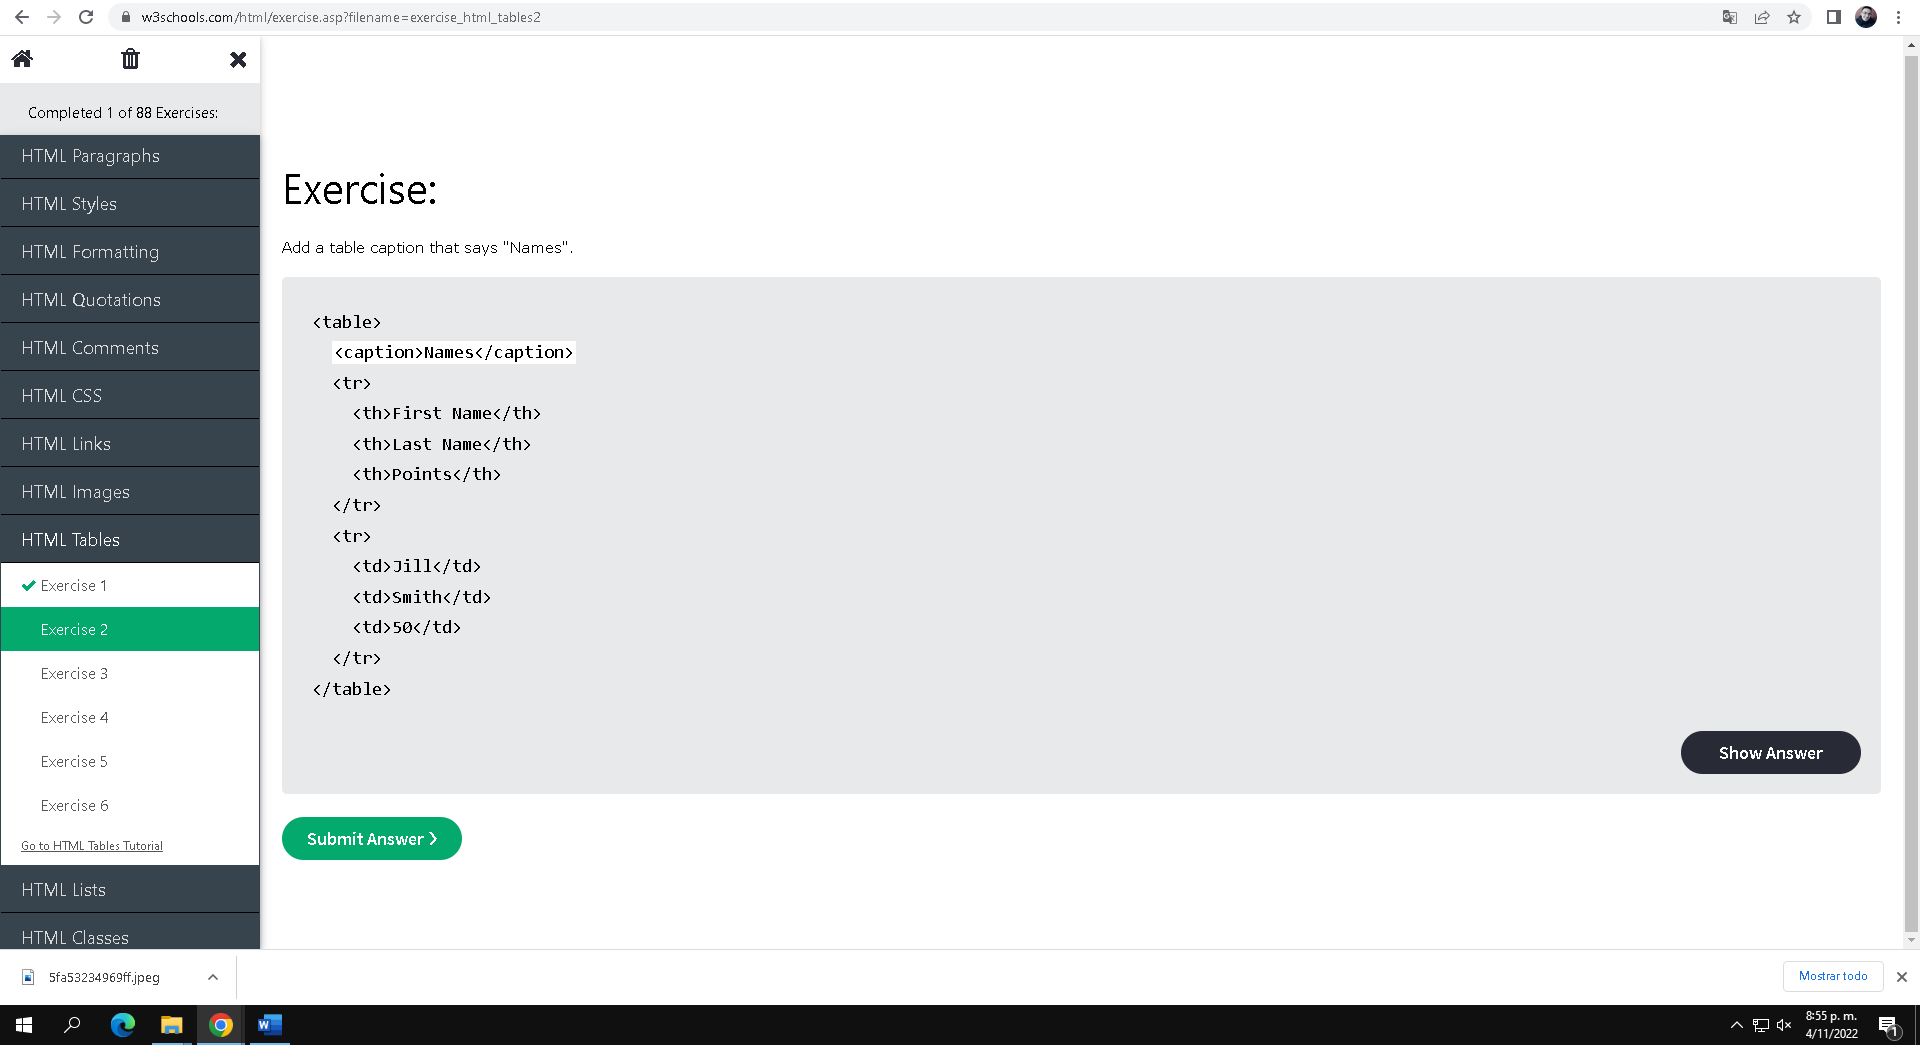 w3schools.com/html/exercise.asp?filename=exercise_html_tables2
Completed 1 of 88 Exercises:
HTML Paragraphs
HTML Styles
HTML Formatting
HTML Quotations
HTML Comments
HTML CSS
HTML Links
HTML Images
HTML Tables
Exercise 1
Exercise 2
Exercise 3
Exercise 4
Exercise 5
Exercise 6
Go to HTML Tables Tutorial
HTML Lists
HTML Classes
Exercise:
Add a table caption that says "Names".
<table>
<caption>Names</caption>
<tr>
<th>First Name</th>
<th>Last Name</th>
<th>Points</th>
</tr>
<tr>
<td>Jill</td>
<td>Smith</td>
<td>50</td>
</tr>
</table>
Show Answer
Submit Answer ❯
5fa53234969ff.jpeg
Mostrar todo
8:55 p. m.
4/11/2022
1